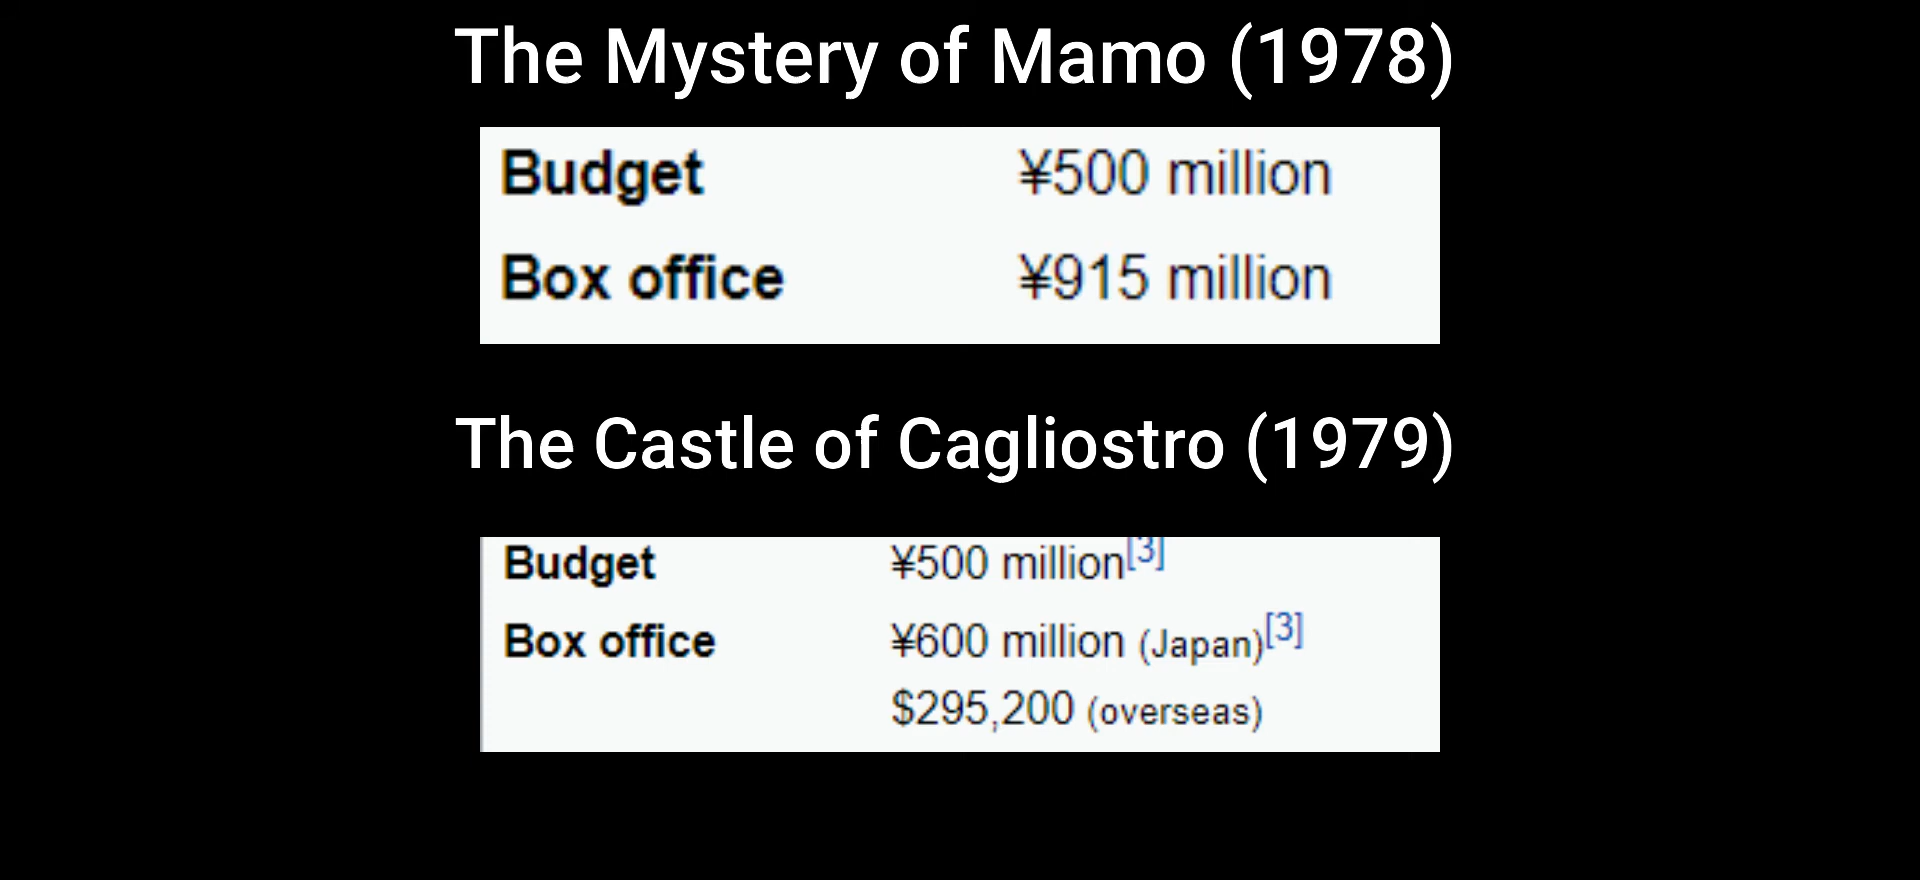 The Mystery of Mamo (1978)
Budget ¥500 million
Box office ¥915 million
The Castle of Cagliostro (1979)
Budget ¥500 million[3]
Box office ¥600 million (Japan)[3]
$295,200 (overseas)